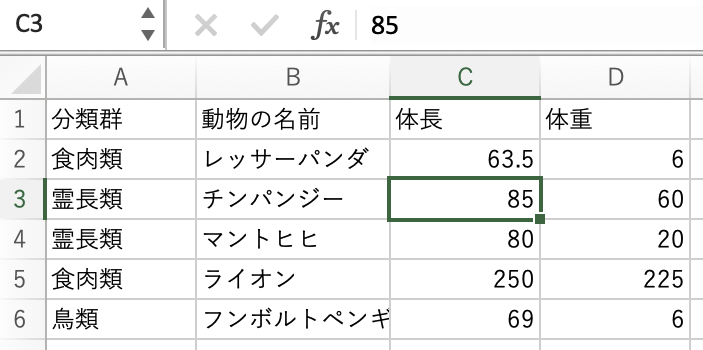 C3 fx 85
A B C D
1 分類群 動物の名前 体長 体重
2 食肉類 レッサーパンダ 63.5 6
3 霊長類 チンパンジー 85 60
4 霊長類 マントヒヒ 80 20
5 食肉類 ライオン 250 225
6 鳥類 フンボルトペンギ 69 6